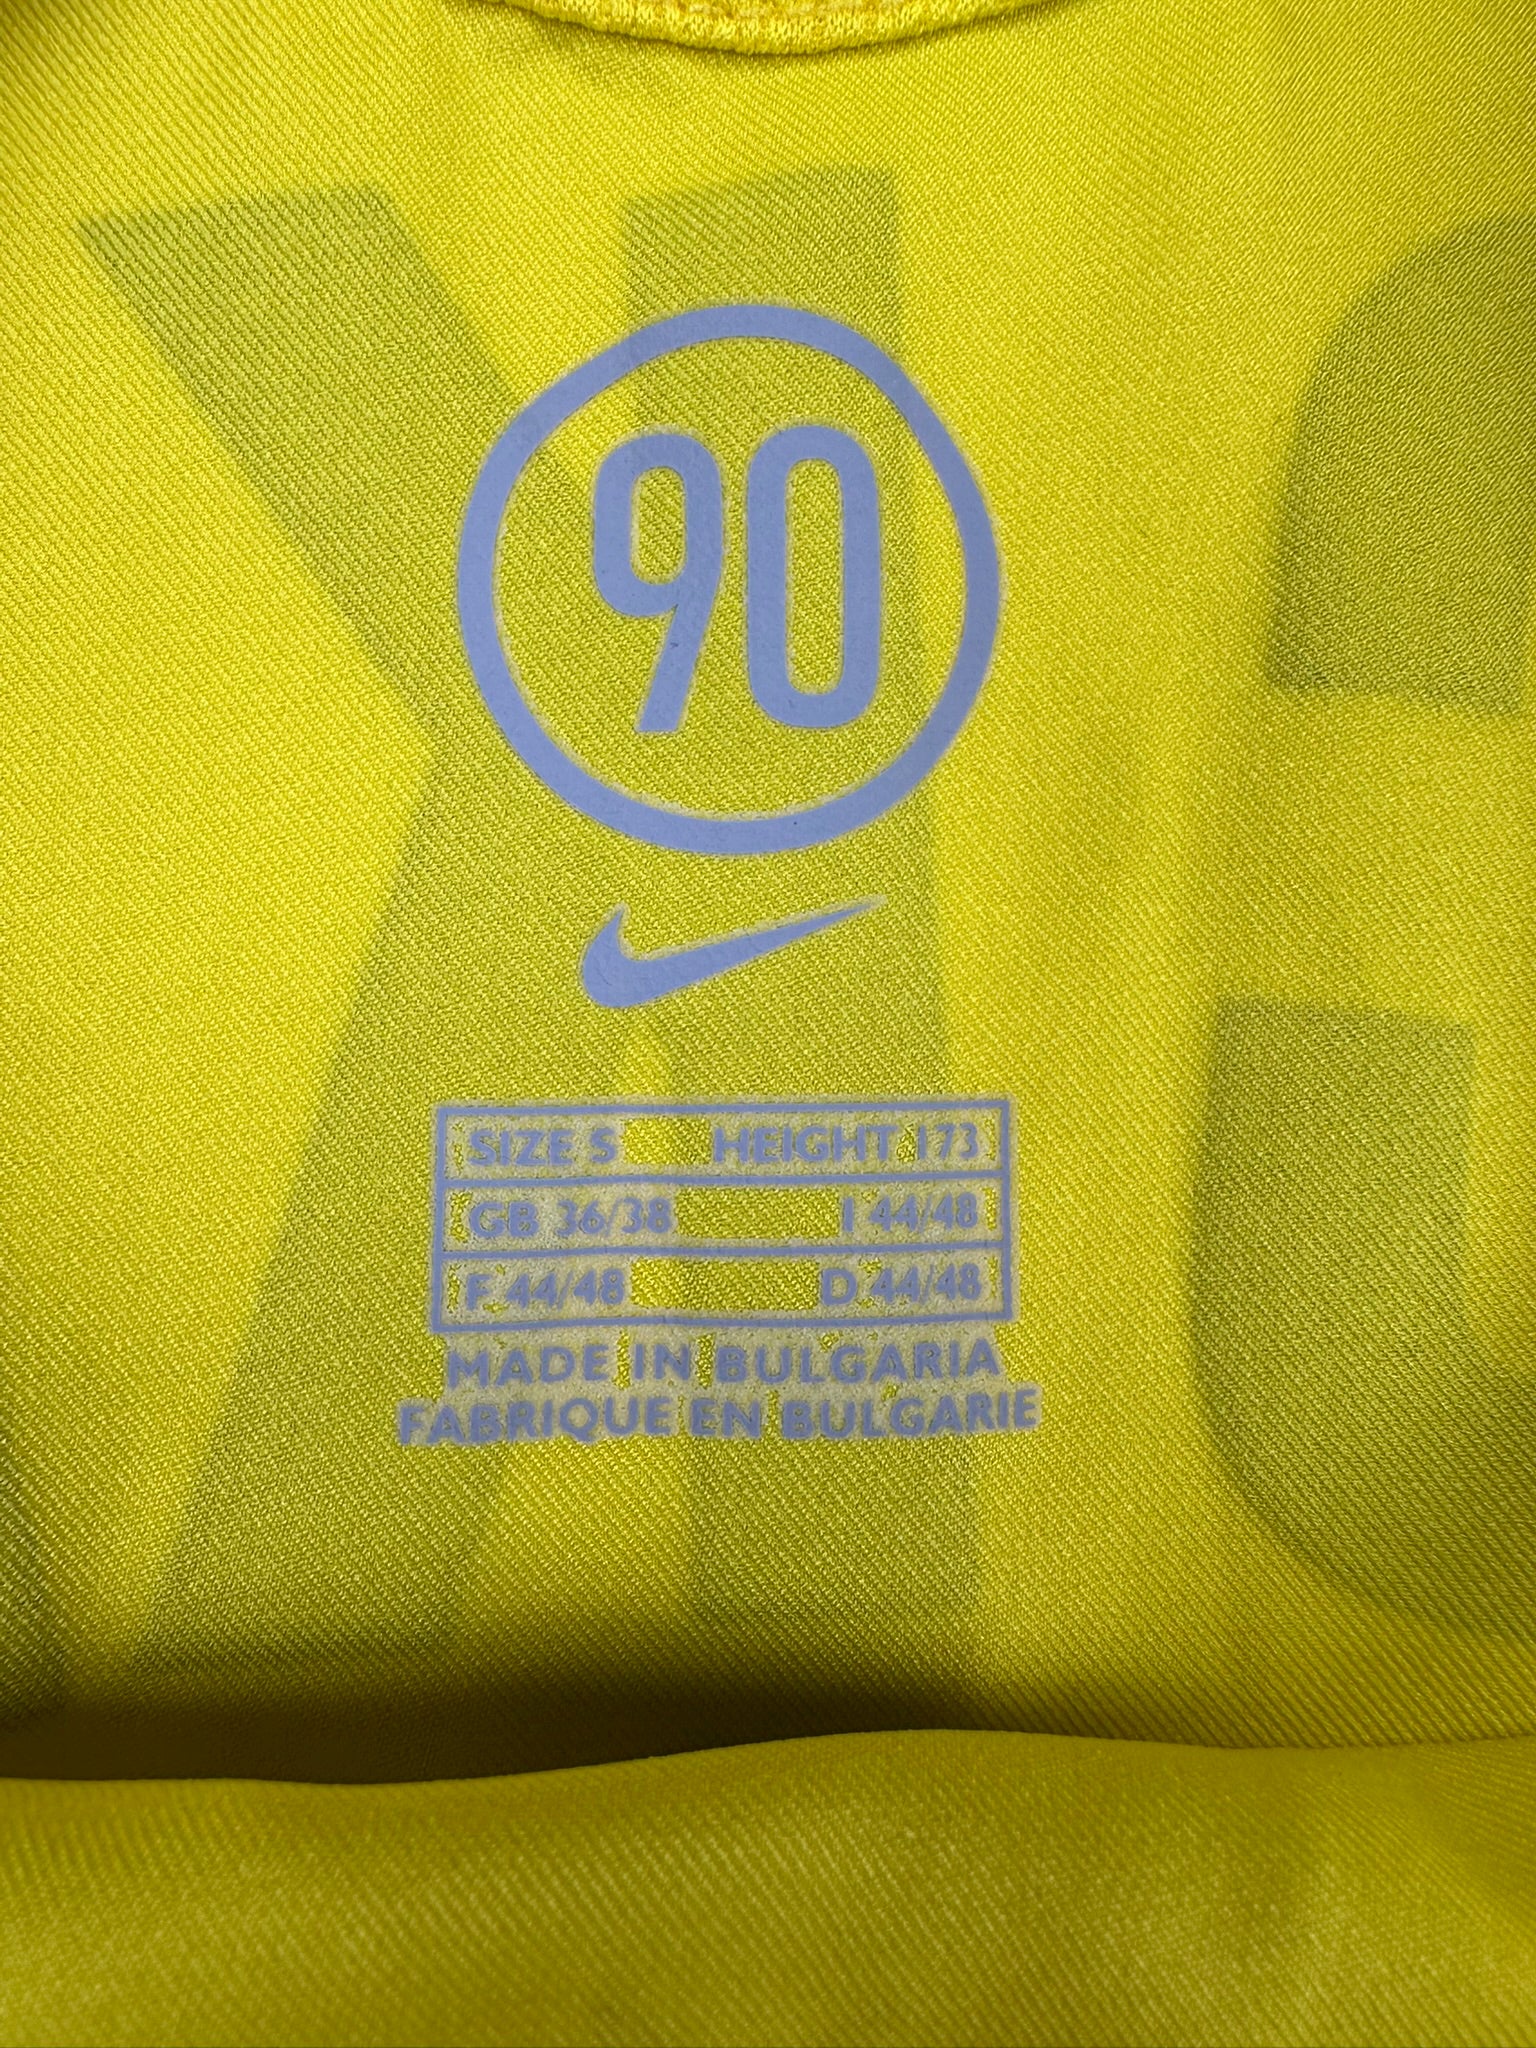 90
SIZE S HEIGHT 173
GB 36/38 I 44/48
F 44/48 D 44/48
MADE IN BULGARIA
FABRIQUE EN BULGARIE